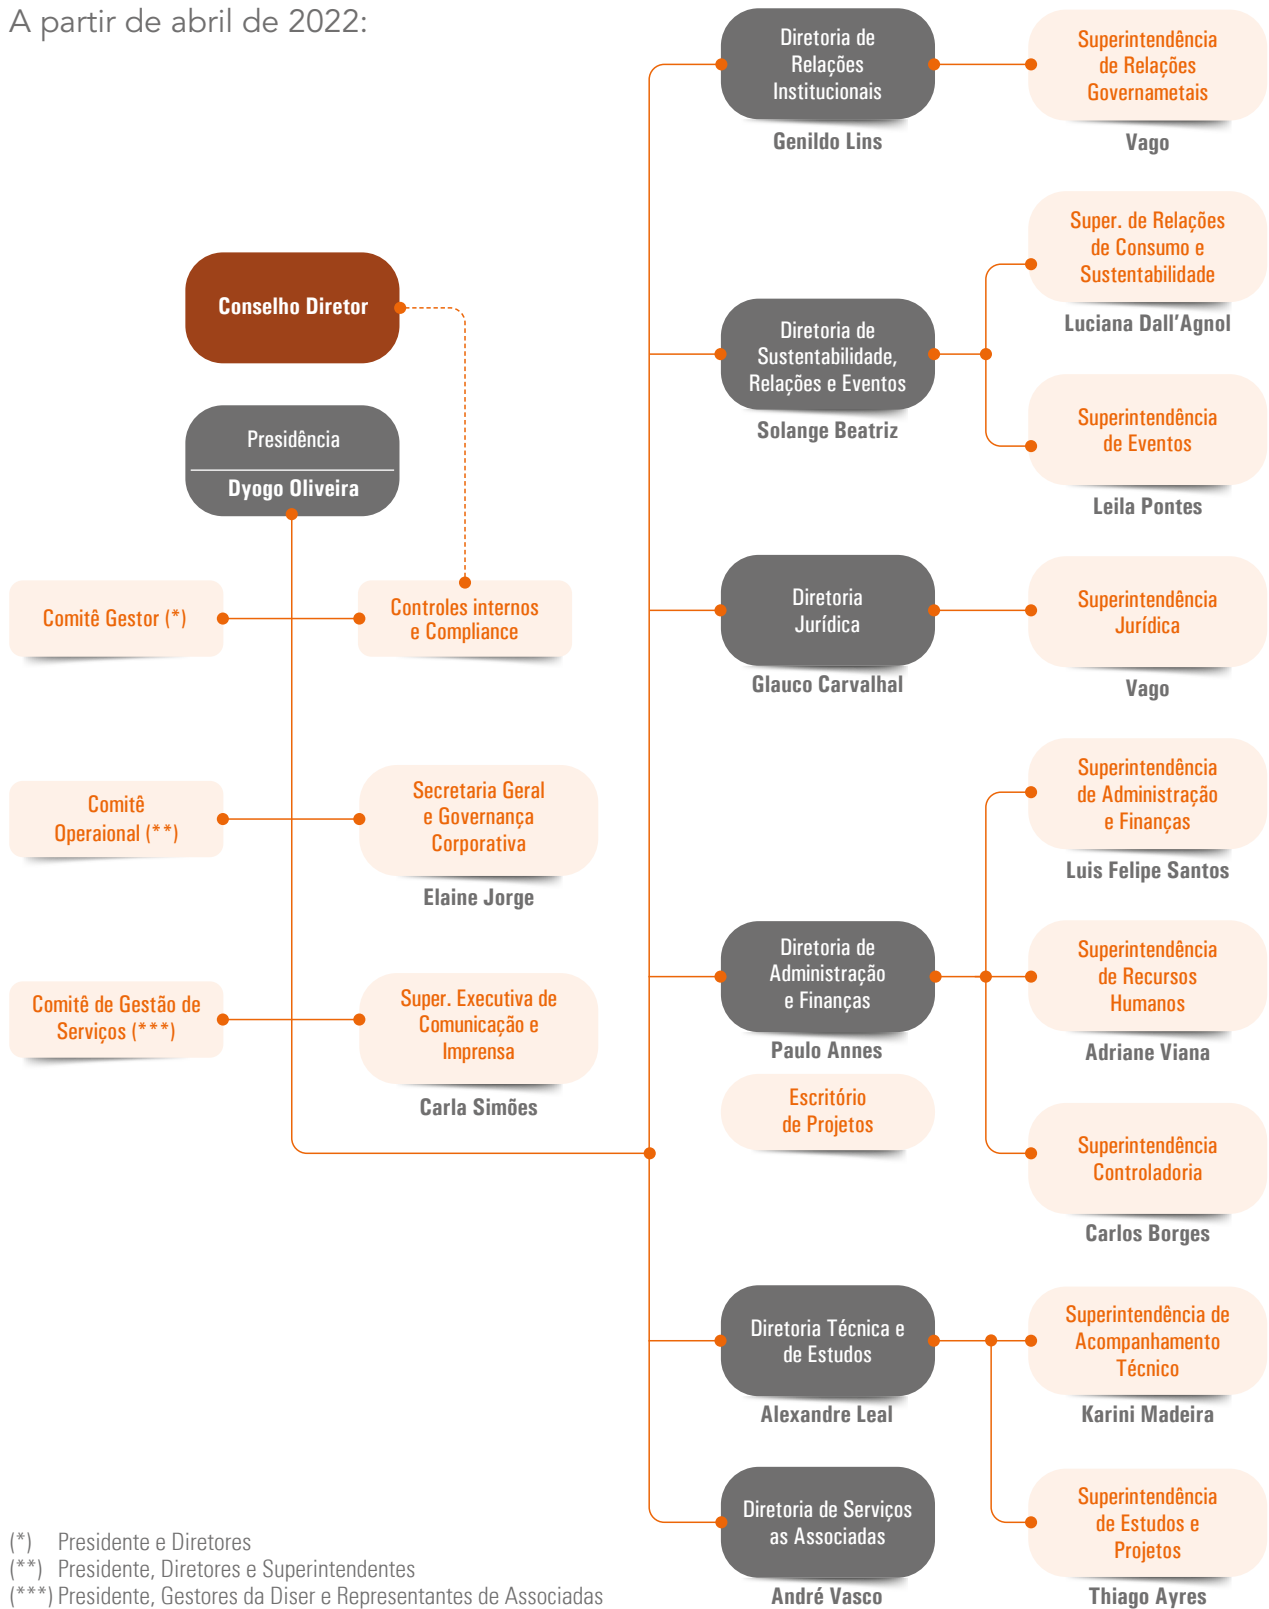 A partir de abril de 2022:
Conselho Diretor
Presidência
Dyogo Oliveira
Comitê Gestor (*)
Controles internos
e Compliance
Comitê
Operaional (**)
Secretaria Geral
e Governança
Corporativa
Elaine Jorge
Comitê de Gestão de
Serviços (***)
Super. Executiva de
Comunicação e
Imprensa
Carla Simões
Diretoria de
Relações
Institucionais
Genildo Lins
Superintendência
de Relações
Governametais
Vago
Diretoria de
Sustentabilidade,
Relações e Eventos
Solange Beatriz
Super. de Relações
de Consumo e
Sustentabilidade
Luciana Dall’Agnol
Superintendência
de Eventos
Leila Pontes
Diretoria
Jurídica
Glauco Carvalhal
Superintendência
Jurídica
Vago
Diretoria de
Administração
e Finanças
Paulo Annes
Escritório
de Projetos
Superintendência
de Administração
e Finanças
Luis Felipe Santos
Superintendência
de Recursos
Humanos
Adriane Viana
Superintendência
Controladoria
Carlos Borges
Diretoria Técnica e
de Estudos
Alexandre Leal
Superintendência de
Acompanhamento
Técnico
Karini Madeira
Superintendência
de Estudos e
Projetos
Thiago Ayres
Diretoria de Serviços
as Associadas
André Vasco
(*) Presidente e Diretores
(**) Presidente, Diretores e Superintendentes
(***) Presidente, Gestores da Diser e Representantes de Associadas